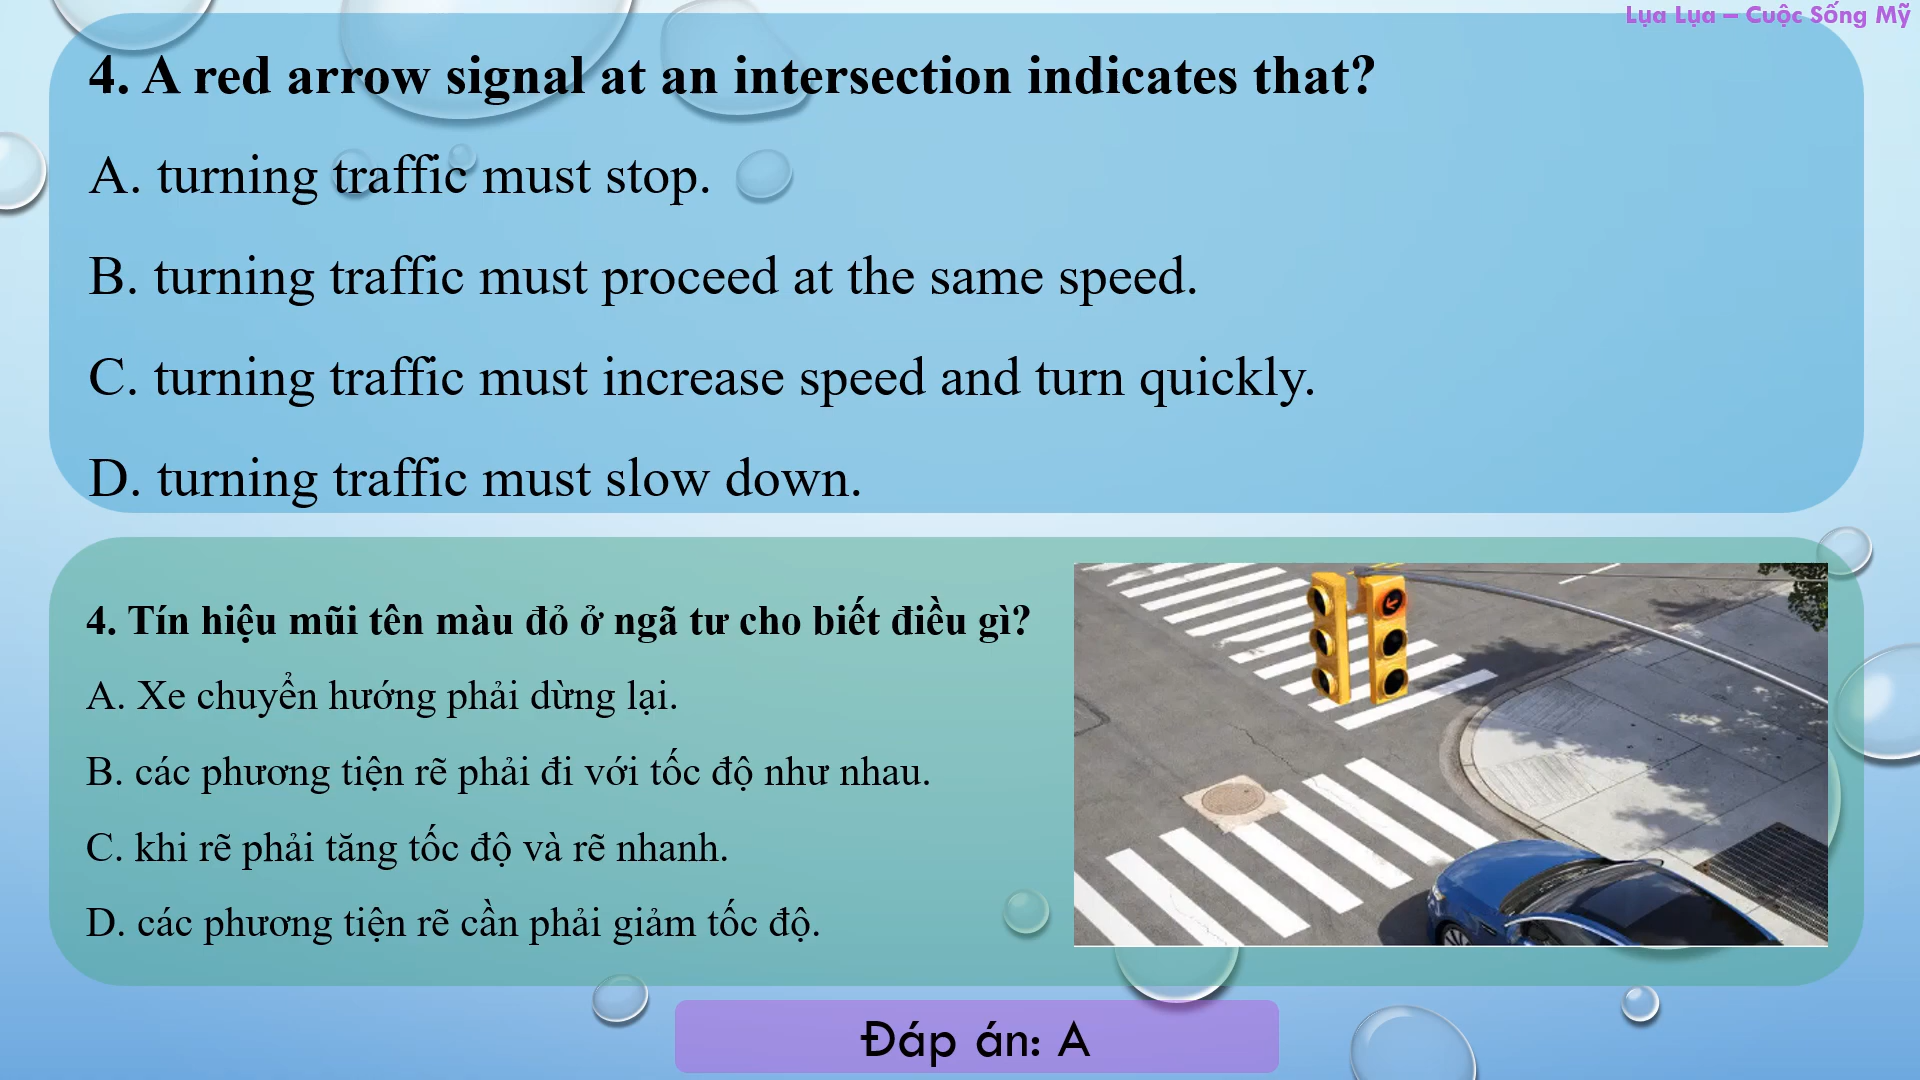 Lụa Lụa – Cuộc Sống Mỹ
4. A red arrow signal at an intersection indicates that?
A. turning traffic must stop.
B. turning traffic must proceed at the same speed.
C. turning traffic must increase speed and turn quickly.
D. turning traffic must slow down.
4. Tín hiệu mũi tên màu đỏ ở ngã tư cho biết điều gì?
A. Xe chuyển hướng phải dừng lại.
B. các phương tiện rẽ phải đi với tốc độ như nhau.
C. khi rẽ phải tăng tốc độ và rẽ nhanh.
D. các phương tiện rẽ cần phải giảm tốc độ.
Đáp án: A